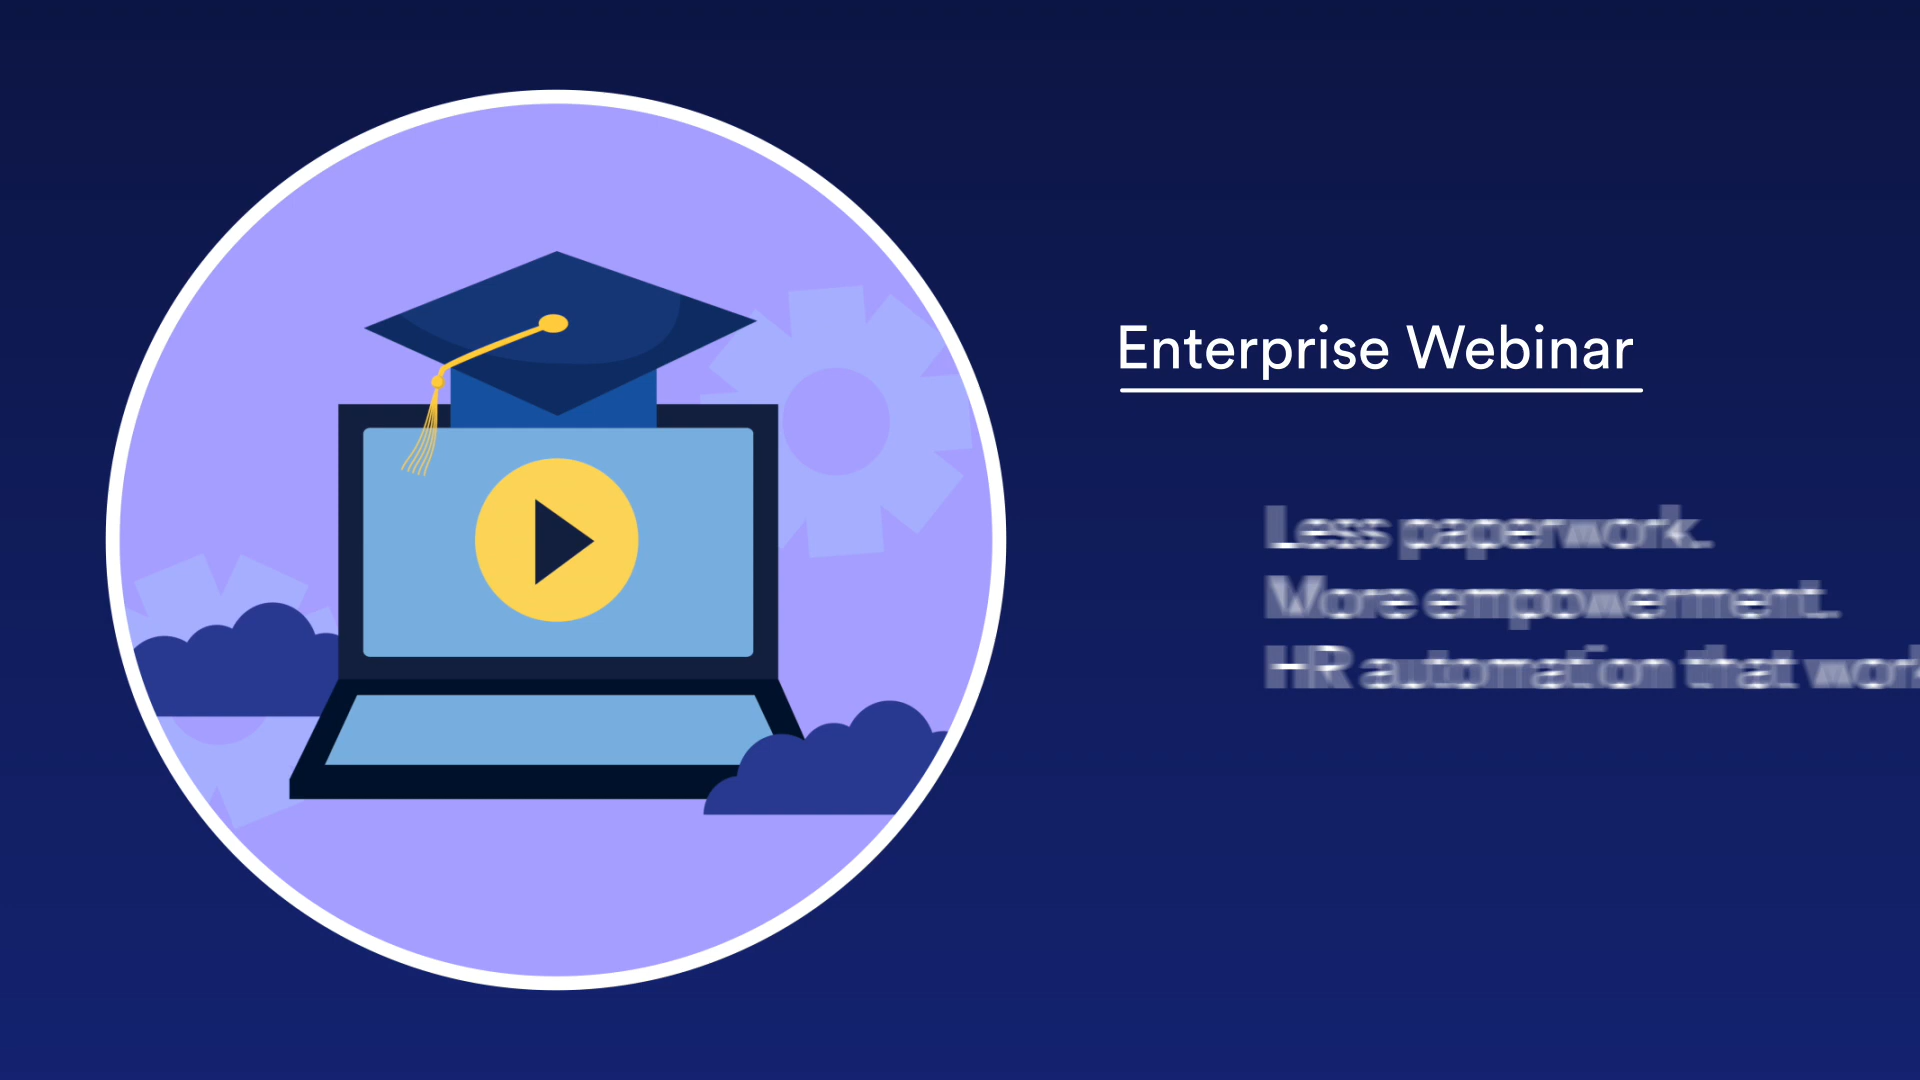 Enterprise Webinar
Less paperwork.
More empowerment.
HR automation that